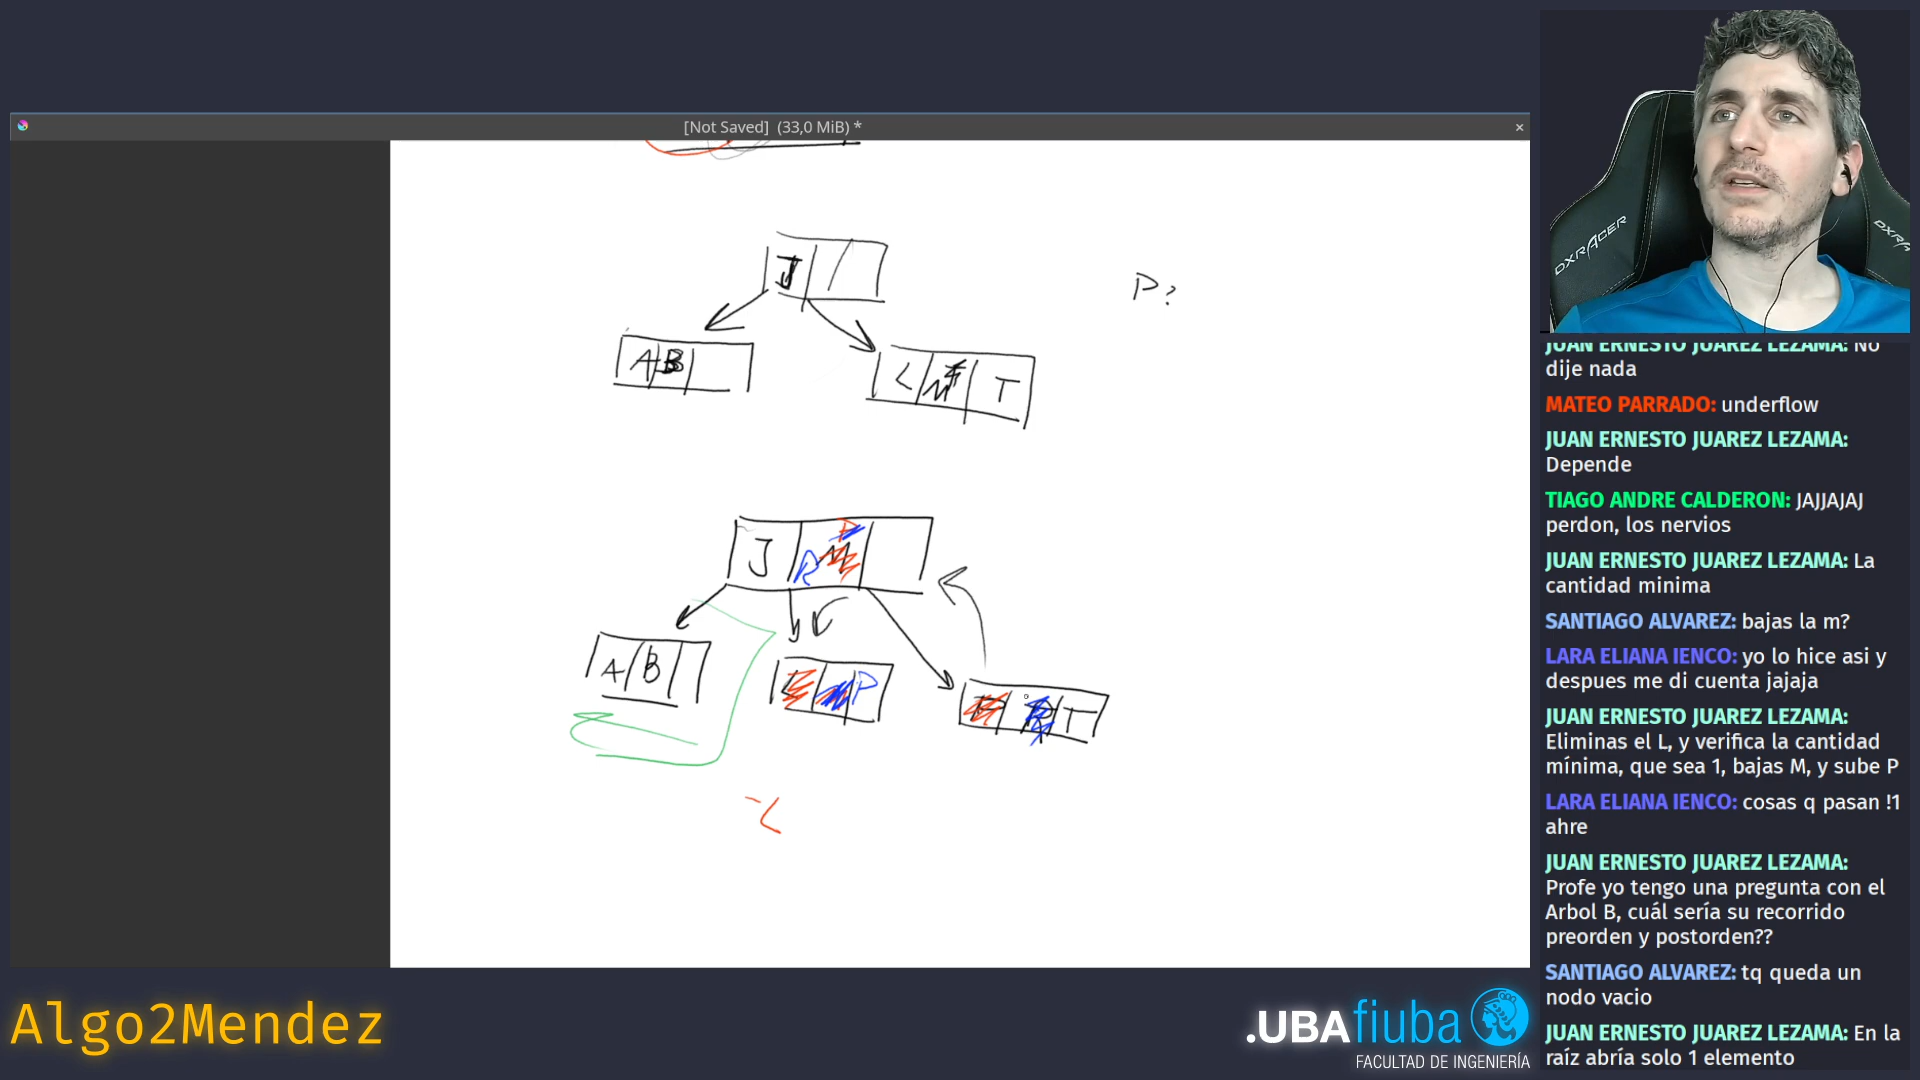 [Not Saved] (33,0 MiB) *
×
J
P?
A B
L M T
J R P M
A B
P
T
-L
DXRACER
JUAN ERNESTO JUAREZ LEZAMA: No
dije nada
MATEO PARRADO: underflow
JUAN ERNESTO JUAREZ LEZAMA:
Depende
TIAGO ANDRE CALDERON: JAJJAJAJ
perdon, los nervios
JUAN ERNESTO JUAREZ LEZAMA: La
cantidad minima
SANTIAGO ALVAREZ: bajas la m?
LARA ELIANA IENCO: yo lo hice asi y
despues me di cuenta jajaja
JUAN ERNESTO JUAREZ LEZAMA:
Eliminas el L, y verifica la cantidad
mínima, que sea 1, bajas M, y sube P
LARA ELIANA IENCO: cosas q pasan !1
ahre
JUAN ERNESTO JUAREZ LEZAMA:
Profe yo tengo una pregunta con el
Arbol B, cuál sería su recorrido
preorden y postorden??
SANTIAGO ALVAREZ: tq queda un
nodo vacio
JUAN ERNESTO JUAREZ LEZAMA: En la
raíz abría solo 1 elemento
Algo2Mendez
.UBAfiuba
FACULTAD DE INGENIERÍA